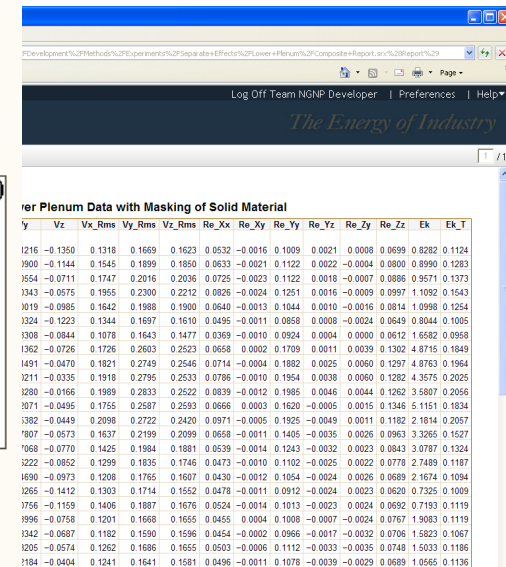 FDevelopment%2FMethods%2FExperiments%2FSeparate+Effects%2FLower+Plenum%2FComposite+Report.srx%28Report%29
Page
Log Off Team NGNP Developer | Preferences | Help
The Energy of Industry
1 / 1
ver Plenum Data with Masking of Solid Material
Vy Vz Vx_Rms Vy_Rms Vz_Rms Re_Xx Re_Xy Re_Yy Re_Yz Re_Zy Re_Zz Ek Ek_T
1216 −0.1350 0.1318 0.1669 0.1623 0.0532 −0.0016 0.1009 0.0021 0.0008 0.0699 0.8282 0.1124
0900 −0.1144 0.1545 0.1899 0.1850 0.0633 −0.0021 0.1122 0.0022 −0.0004 0.0800 0.8990 0.1283
0554 −0.0711 0.1747 0.2016 0.2036 0.0725 −0.0023 0.1122 0.0018 −0.0007 0.0886 0.9571 0.1373
0343 −0.0575 0.1955 0.2300 0.2212 0.0826 −0.0024 0.1251 0.0016 −0.0009 0.0997 1.1092 0.1543
0019 −0.0985 0.1642 0.1988 0.1900 0.0640 −0.0013 0.1044 0.0010 −0.0016 0.0814 1.0998 0.1254
0324 −0.1223 0.1344 0.1697 0.1610 0.0495 −0.0011 0.0858 0.0008 −0.0024 0.0649 0.8044 0.1005
3308 −0.0844 0.1078 0.1643 0.1477 0.0369 −0.0010 0.0924 0.0004 0.0000 0.0612 1.6582 0.0958
1362 −0.0726 0.1726 0.2603 0.2523 0.0658 0.0002 0.1709 0.0011 0.0039 0.1302 4.8715 0.1849
1491 −0.0470 0.1821 0.2749 0.2546 0.0714 −0.0004 0.1882 0.0025 0.0060 0.1297 4.8763 0.1964
0211 −0.0335 0.1918 0.2795 0.2533 0.0786 −0.0010 0.1954 0.0038 0.0060 0.1282 4.3575 0.2025
8280 −0.0166 0.1989 0.2833 0.2522 0.0839 −0.0012 0.1985 0.0046 0.0044 0.1262 3.5807 0.2056
2071 −0.0495 0.1755 0.2587 0.2593 0.0666 0.0003 0.1620 −0.0005 0.0015 0.1346 5.1151 0.1834
5382 −0.0449 0.2098 0.2722 0.2420 0.0971 −0.0005 0.1925 −0.0049 0.0011 0.1182 2.1814 0.2057
7807 −0.0573 0.1637 0.2199 0.2099 0.0658 −0.0011 0.1405 −0.0035 0.0026 0.0963 3.3265 0.1527
7068 −0.0770 0.1425 0.1984 0.1881 0.0539 −0.0014 0.1243 −0.0032 0.0023 0.0843 3.0787 0.1324
5222 −0.0852 0.1299 0.1835 0.1746 0.0473 −0.0010 0.1102 −0.0025 0.0022 0.0778 2.7489 0.1187
4690 −0.0973 0.1208 0.1765 0.1607 0.0430 −0.0012 0.1054 −0.0024 0.0026 0.0689 2.1674 0.1094
0265 −0.1412 0.1303 0.1714 0.1552 0.0478 −0.0011 0.0912 −0.0024 0.0023 0.0620 0.7325 0.1009
0756 −0.1159 0.1406 0.1887 0.1676 0.0524 −0.0014 0.1013 −0.0023 0.0024 0.0692 0.7193 0.1119
8996 −0.0758 0.1201 0.1668 0.1655 0.0455 0.0004 0.1008 −0.0007 −0.0024 0.0767 1.9083 0.1119
8342 −0.0687 0.1182 0.1590 0.1596 0.0454 −0.0002 0.0966 −0.0017 −0.0032 0.0706 1.5823 0.1067
8205 −0.0574 0.1262 0.1686 0.1655 0.0503 −0.0006 0.1112 −0.0033 −0.0035 0.0748 1.5033 0.1186
2184 −0.0404 0.1241 0.1641 0.1581 0.0496 −0.0011 0.1078 −0.0039 −0.0029 0.0689 1.0565 0.1136